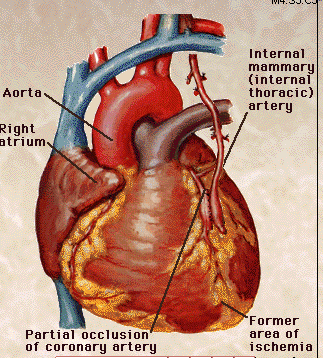 Internal
mammary
(internal
thoracic)
artery
Aorta
Right
atrium
Partial occlusion
of coronary artery
Former
area of
ischemia